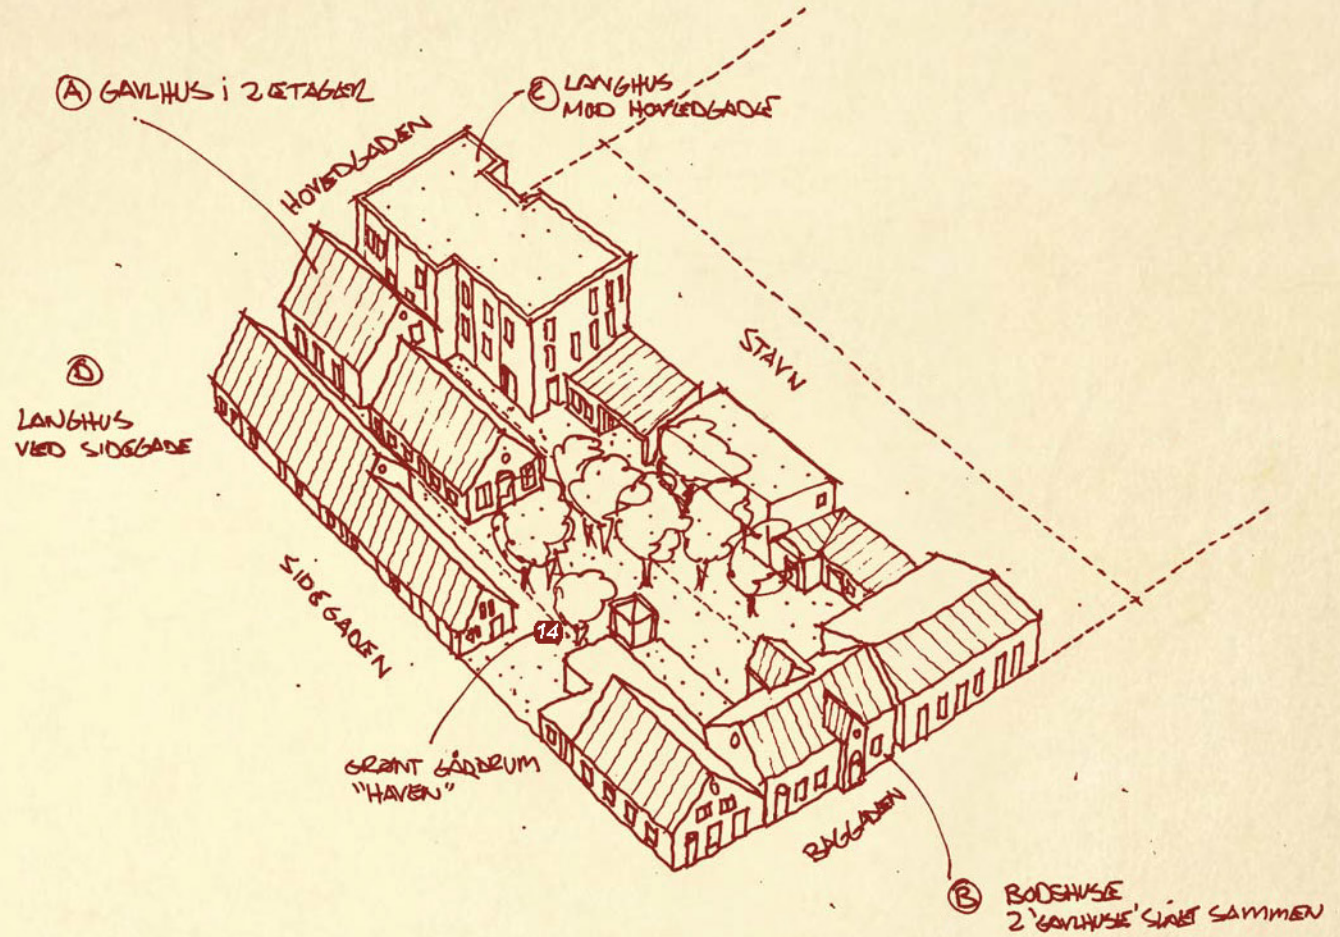 A GAVLHUS i 2 ETAGER
C LANGHUS
MOD HOVEDGADE
HOVEDGADEN
STAVN
D
LANGHUS
VED SIDEGADE
SIDEGADEN
14
GRØNT GÅRDRUM
"HAVEN"
BAGGADEN
B BODSHUSE
2 'GAVLHUSE' SLÅET SAMMEN